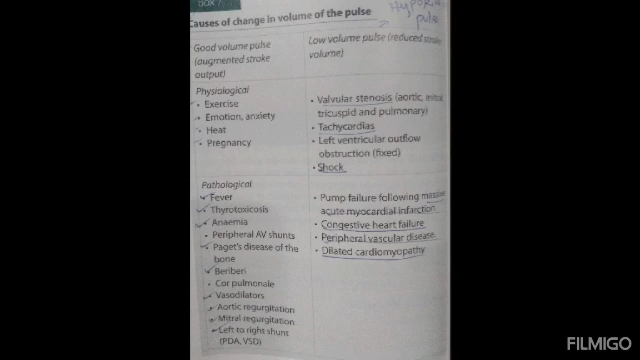 BOX 7
Causes of change in volume of the pulse
pulse
Good volume pulse
(augmented stroke
output)
Low volume pulse (reduced stroke
volume)
Physiological
• Exercise
• Emotion, anxiety
• Heat
• Pregnancy
• Valvular stenosis (aortic, mitral
tricuspid and pulmonary)
• Tachycardias
• Left ventricular outflow
obstruction (fixed)
• Shock
Pathological
• Fever
• Thyrotoxicosis
• Anaemia
• Peripheral AV shunts
• Paget's disease of the
bone
• Beriberi
• Cor pulmonale
• Vasodilators
• Aortic regurgitation
• Mitral regurgitation
• Left to right shunt
(PDA, VSD)
• Pump failure following massive
acute myocardial infarction
• Congestive heart failure
• Peripheral vascular disease
• Dilated cardiomyopathy
FILMIGO